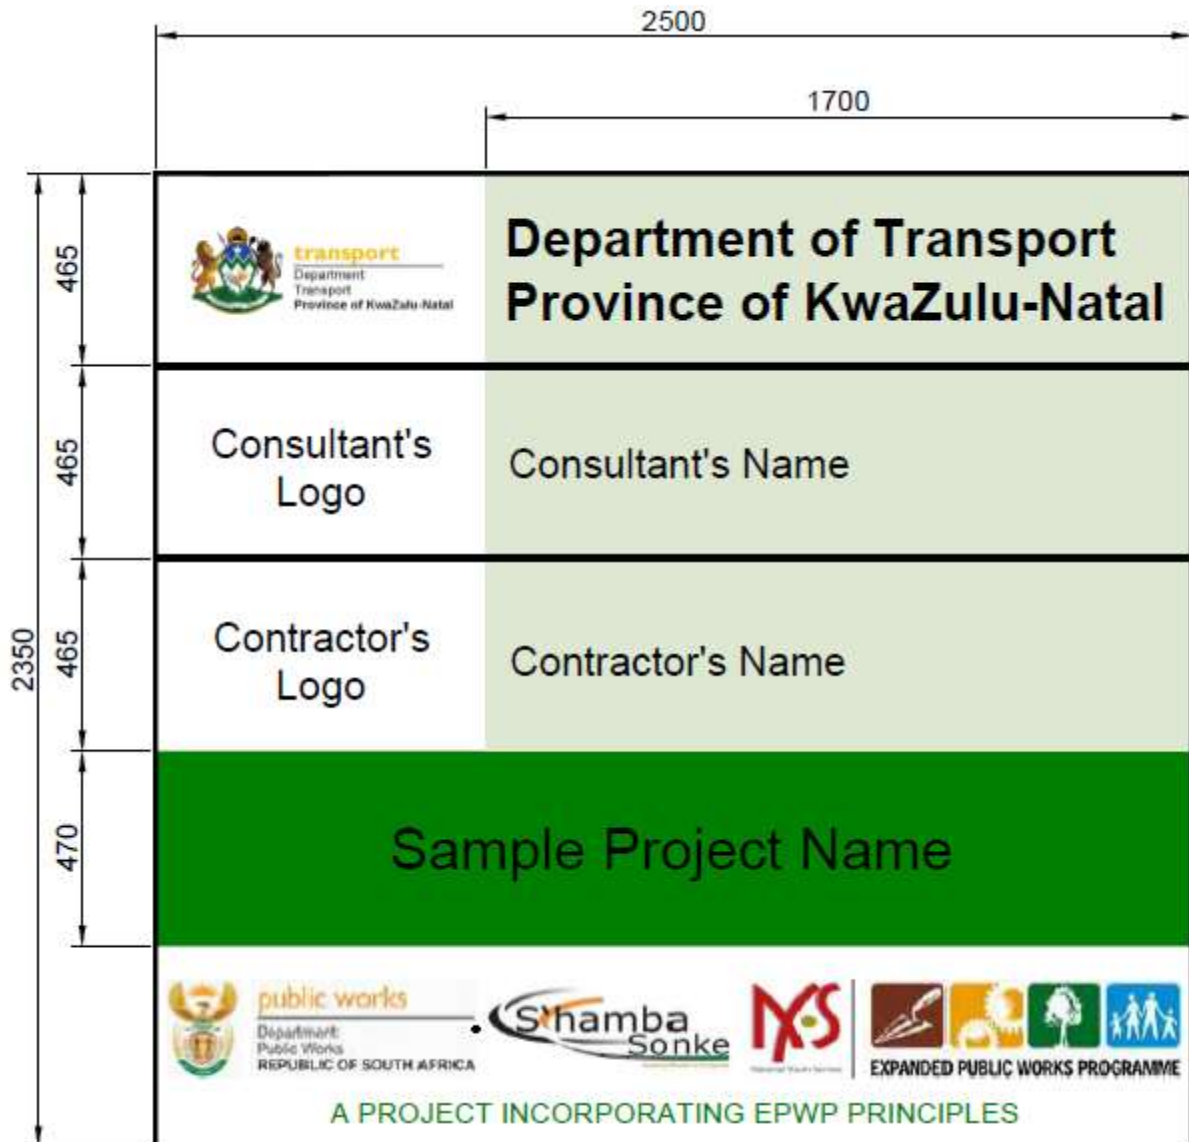 2500
1700
465
transport
Department
Transport
Province of KwaZulu-Natal
Department of Transport
Province of KwaZulu-Natal
465
Consultant's
Logo
Consultant's Name
2350
465
Contractor's
Logo
Contractor's Name
470
Sample Project Name
public works
Department:
Public Works
REPUBLIC OF SOUTH AFRICA
S'hamba
Sonke
NYS
EXPANDED PUBLIC WORKS PROGRAMME
A PROJECT INCORPORATING EPWP PRINCIPLES